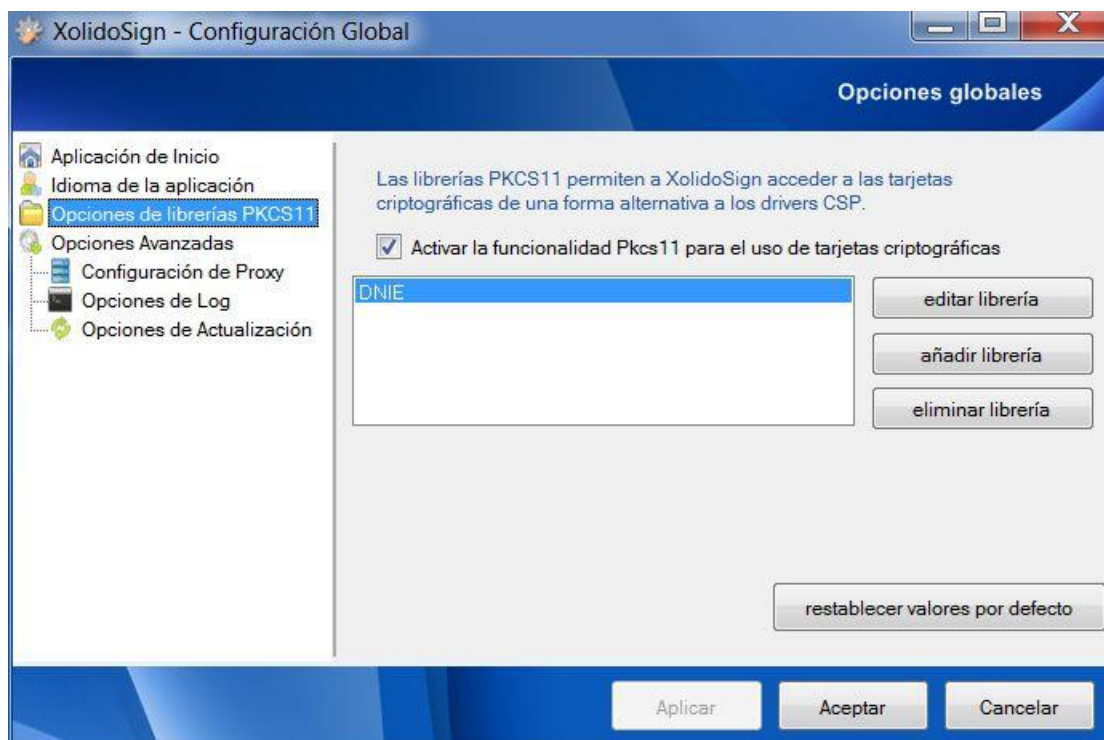 XolidoSign - Configuración Global
Opciones globales
Aplicación de Inicio
Idioma de la aplicación
Opciones de librerías PKCS11
Opciones Avanzadas
Configuración de Proxy
Opciones de Log
Opciones de Actualización
Las librerías PKCS11 permiten a XolidoSign acceder a las tarjetas
criptográficas de una forma alternativa a los drivers CSP.
Activar la funcionalidad Pkcs11 para el uso de tarjetas criptográficas
DNIE
editar librería
añadir librería
eliminar librería
restablecer valores por defecto
Aplicar
Aceptar
Cancelar